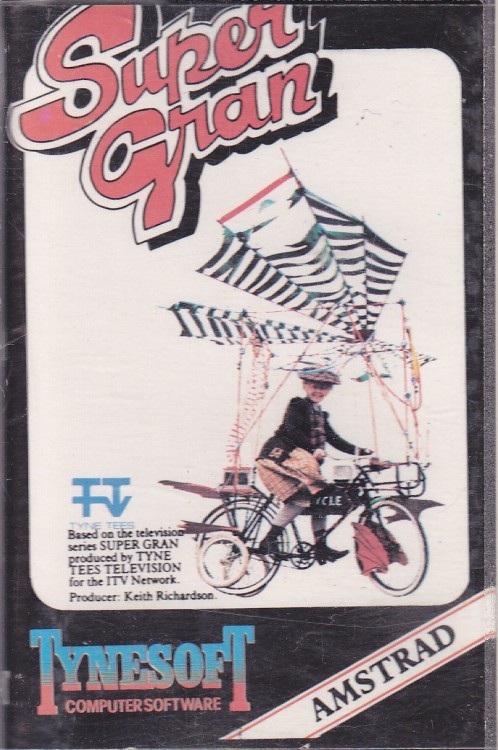 Super
Gran
CYCLE
TYNE TEES
Based on the television
series SUPER GRAN
produced by TYNE
TEES TELEVISION
for the ITV Network.
Producer: Keith Richardson.
TYNESOFT
COMPUTER SOFTWARE
AMSTRAD